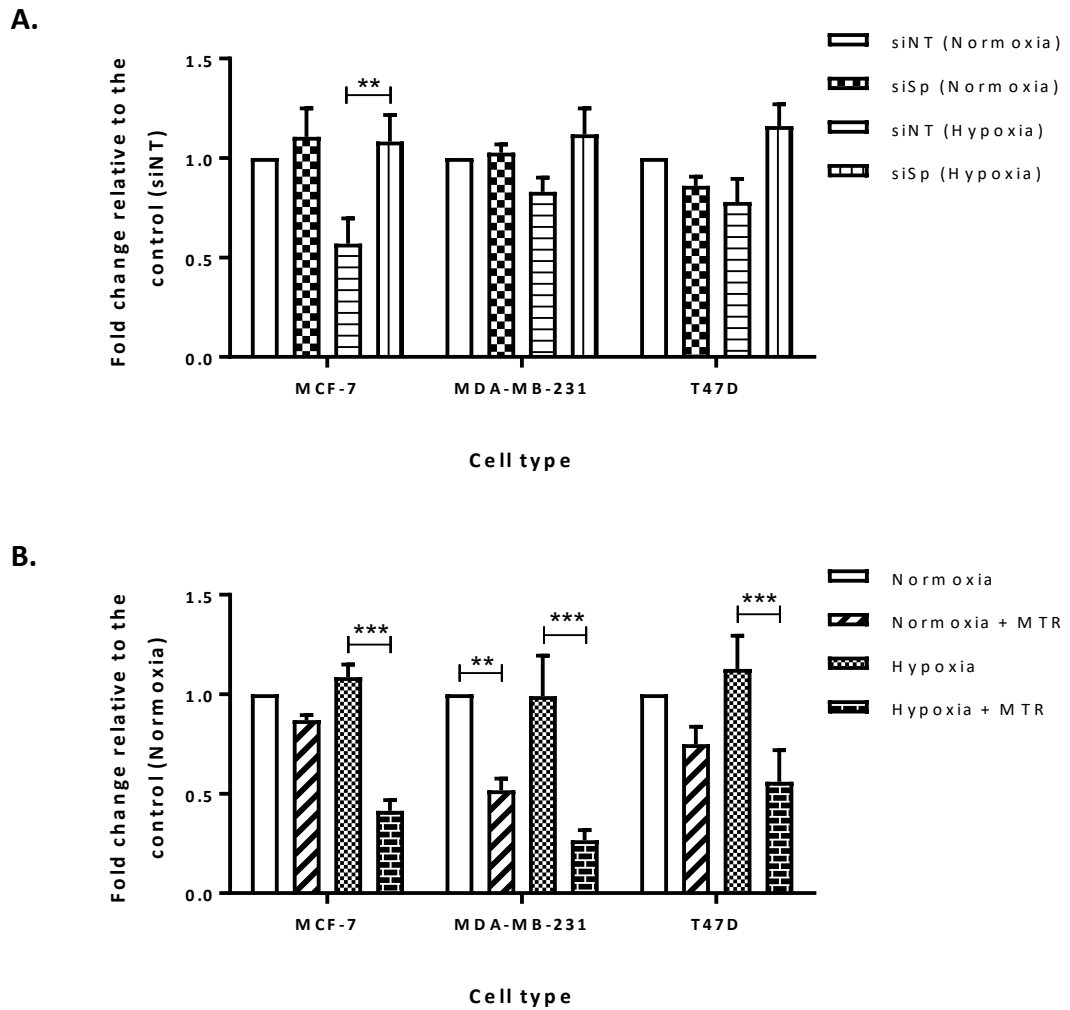 A.
Fold change relative to the
control (siNT)
1.5
1.0
0.5
0.0
**
MCF-7
MDA-MB-231
T47D
Cell type
siNT (Normoxia)
siSp (Normoxia)
siNT (Hypoxia)
siSp (Hypoxia)
B.
Fold change relative to the
control (Normoxia)
1.5
1.0
0.5
0.0
***
**
***
***
MCF-7
MDA-MB-231
T47D
Cell type
Normoxia
Normoxia + MTR
Hypoxia
Hypoxia + MTR